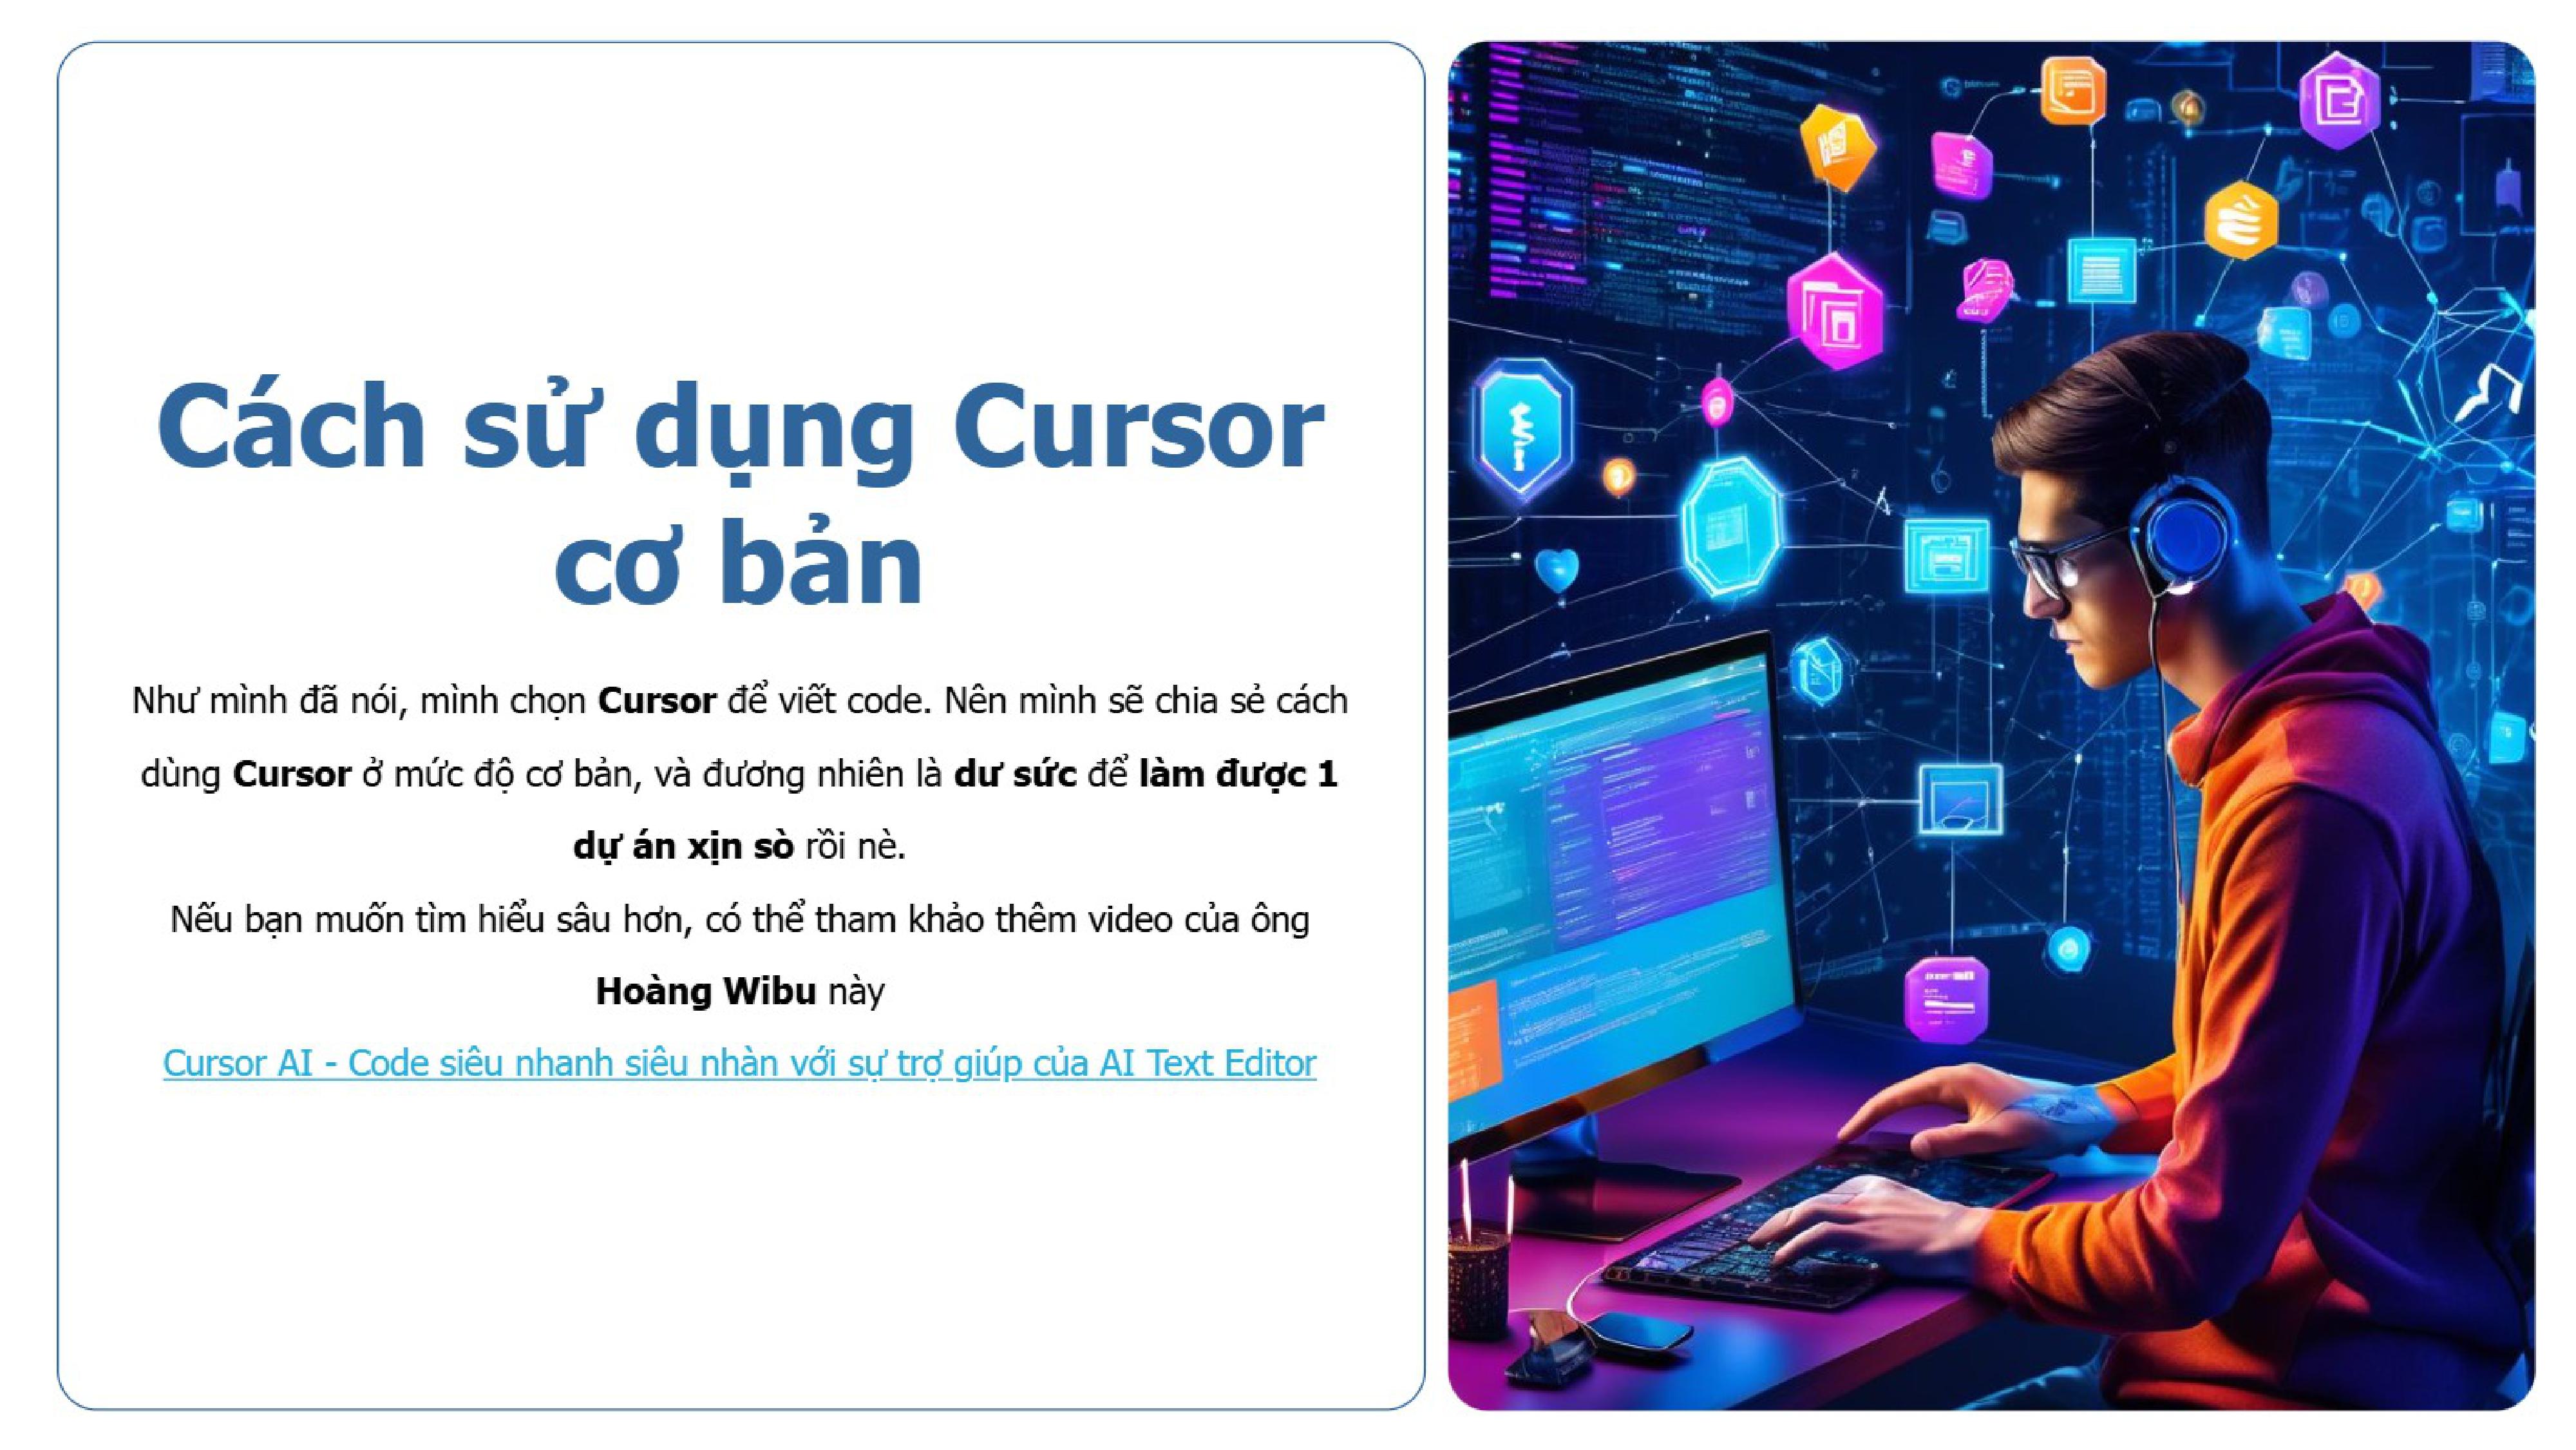 Cách sử dụng Cursor
cơ bản
Như mình đã nói, mình chọn Cursor để viết code. Nên mình sẽ chia sẻ cách
dùng Cursor ở mức độ cơ bản, và đương nhiên là dư sức để làm được 1
dự án xịn sò rồi nè.
Nếu bạn muốn tìm hiểu sâu hơn, có thể tham khảo thêm video của ông
Hoàng Wibu này
Cursor AI - Code siêu nhanh siêu nhàn với sự trợ giúp của AI Text Editor